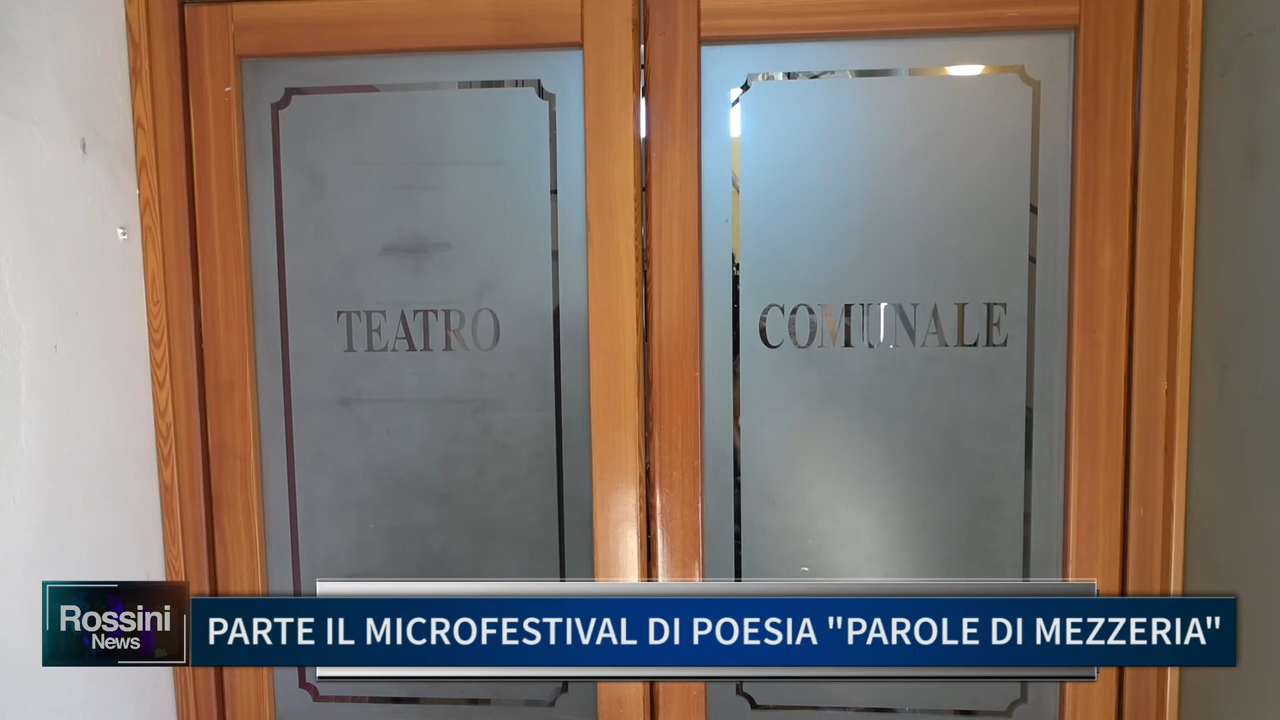 TEATRO COMUNALE
Rossini
News
PARTE IL MICROFESTIVAL DI POESIA "PAROLE DI MEZZERIA"